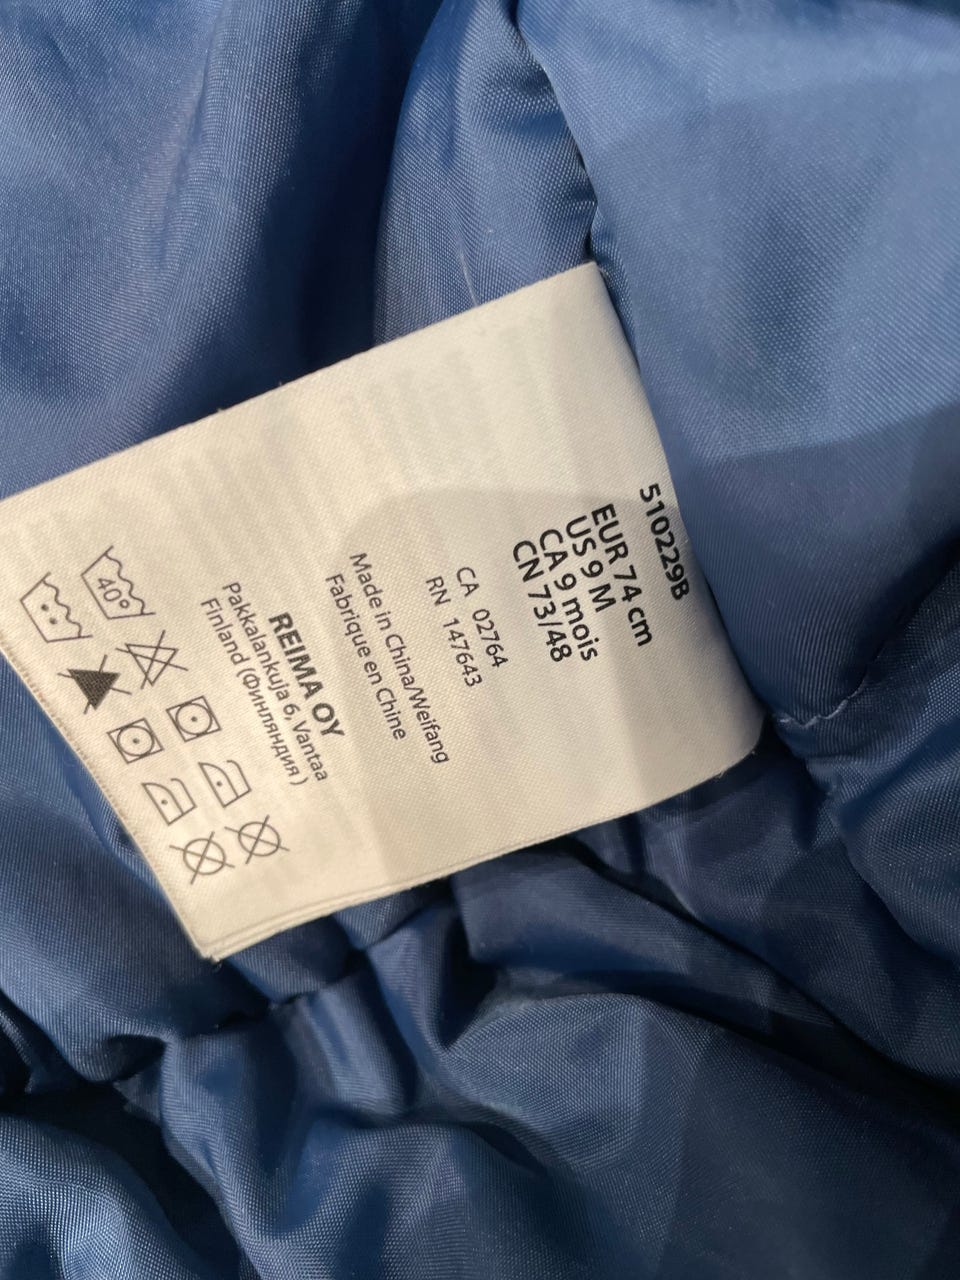 510229B
EUR 74 cm
US 9 M
CA 9 mois
CN 73/48
CA 02764
RN 147643
Made in China/Weifang
Fabrique en Chine
REIMA OY
Pakkalankuja 6, Vantaa
Finland (Финляндия)
40°